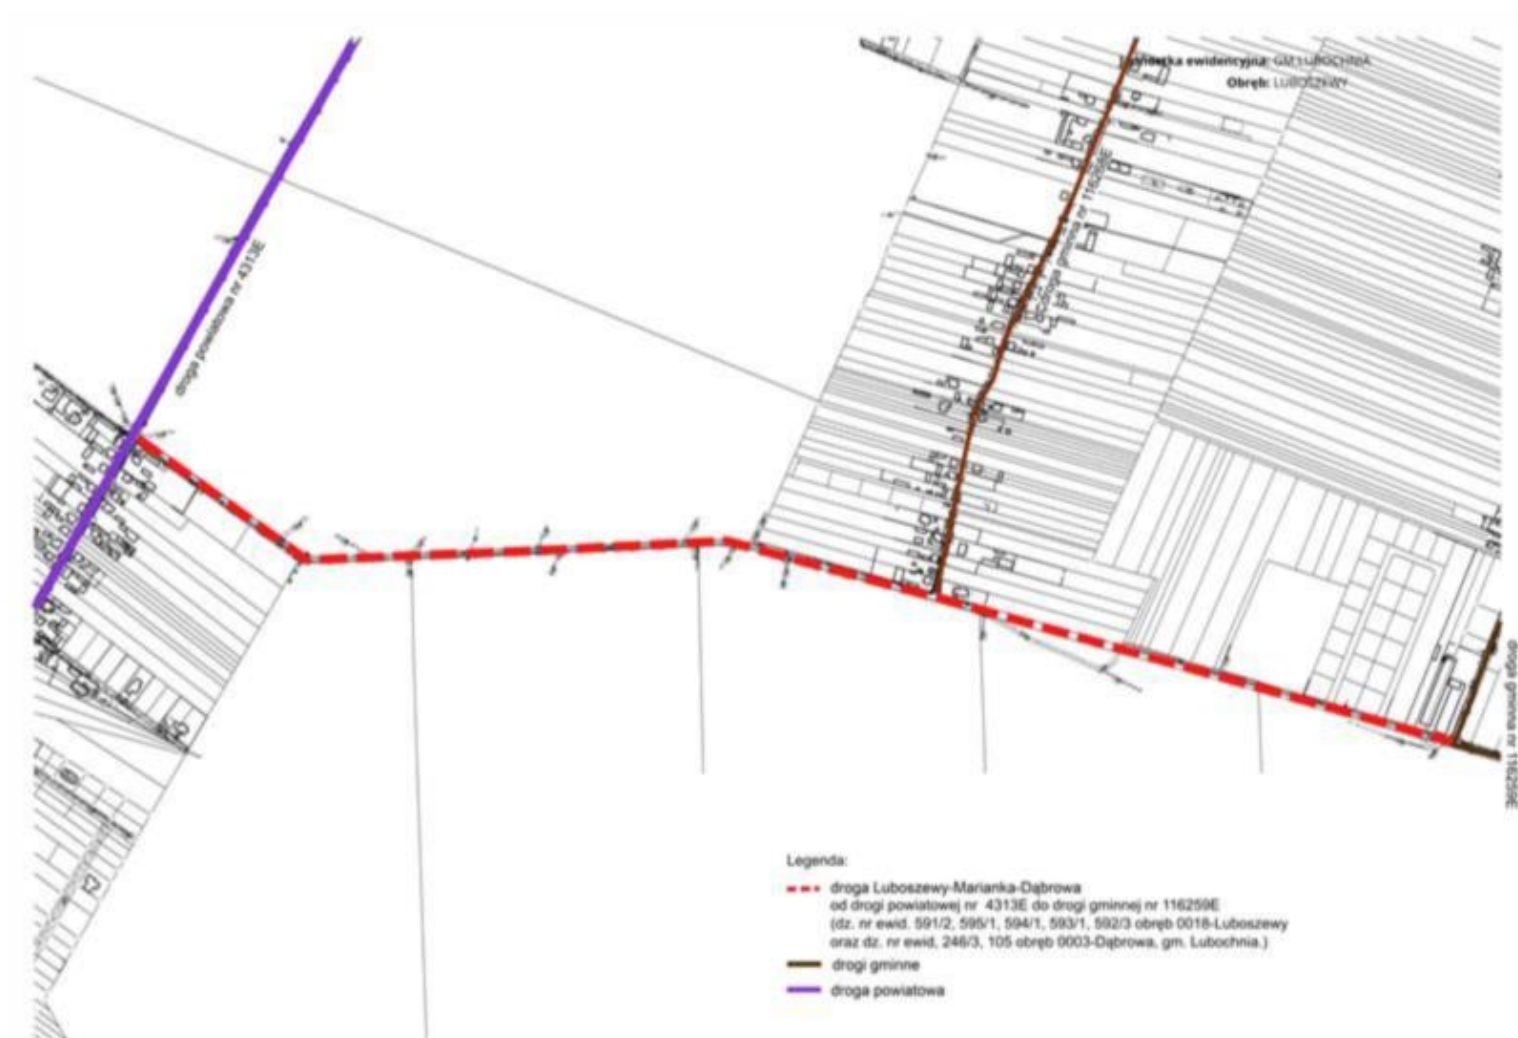 Jednostka ewidencyjna: GM.LUBOCHNIA
Obręb: LUBOSZEWY
droga powiatowa nr 4313E
droga gminna nr 116259E
droga gminna nr 116259E
Legenda:
droga Luboszewy-Marianka-Dąbrowa
od drogi powiatowej nr 4313E do drogi gminnej nr 116259E
(dz. nr ewid. 591/2, 595/1, 594/1, 593/1, 592/3 obręb 0018-Luboszewy
oraz dz. nr ewid, 246/3, 105 obręb 0003-Dąbrowa, gm. Lubochnia.)
drogi gminne
droga powiatowa